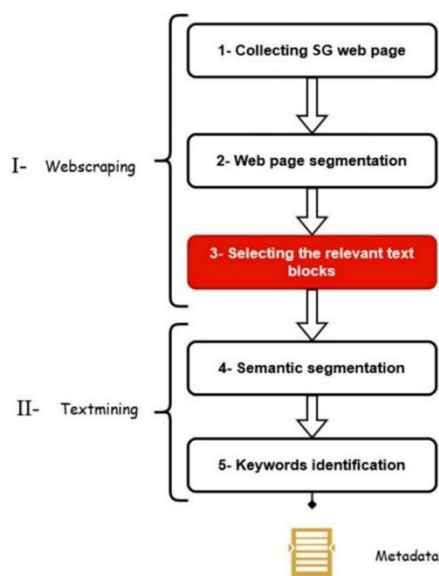 1- Collecting SG web page
I- Webscraping
2- Web page segmentation
3- Selecting the relevant text
blocks
4- Semantic segmentation
II- Textmining
5- Keywords identification
Metadata